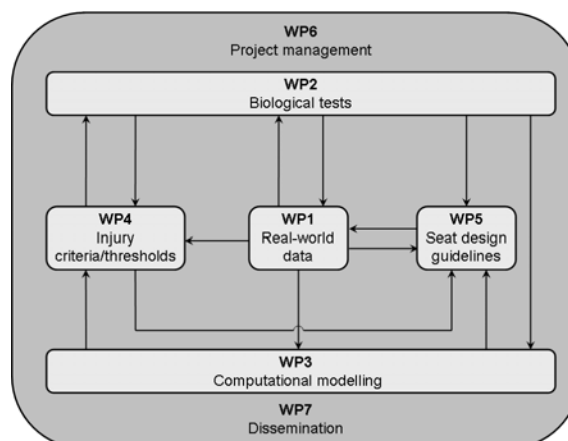 WP6
Project management
WP2
Biological tests
WP4
Injury
criteria/thresholds
WP1
Real-world
data
WP5
Seat design
guidelines
WP3
Computational modelling
WP7
Dissemination